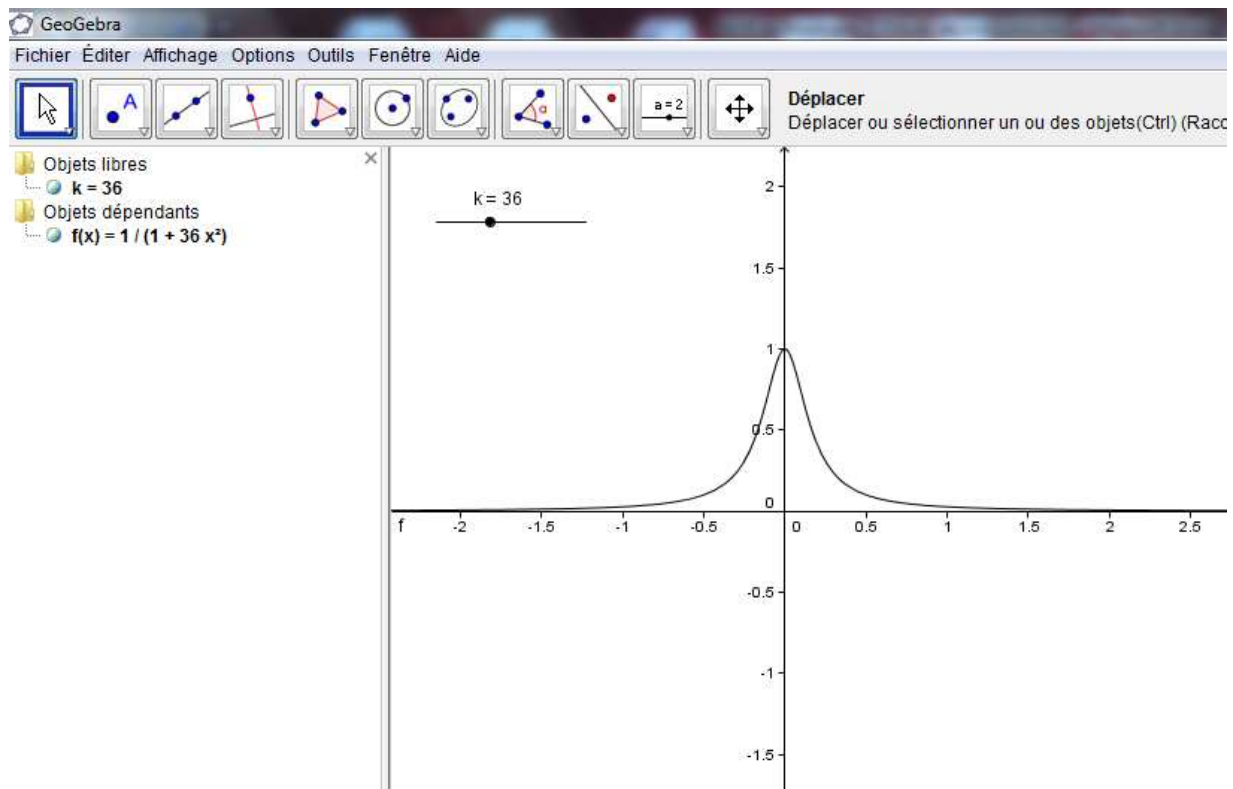 GeoGebra
Fichier Éditer Affichage Options Outils Fenêtre Aide
A
α
a = 2
Déplacer
Déplacer ou sélectionner un ou des objets(Ctrl) (Racc
Objets libres
k = 36
Objets dépendants
f(x) = 1 / (1 + 36 x²)
k = 36
2
1.5
1
0.5
0
f -2 -1.5 -1 -0.5 0 0.5 1 1.5 2 2.5
-0.5
-1
-1.5